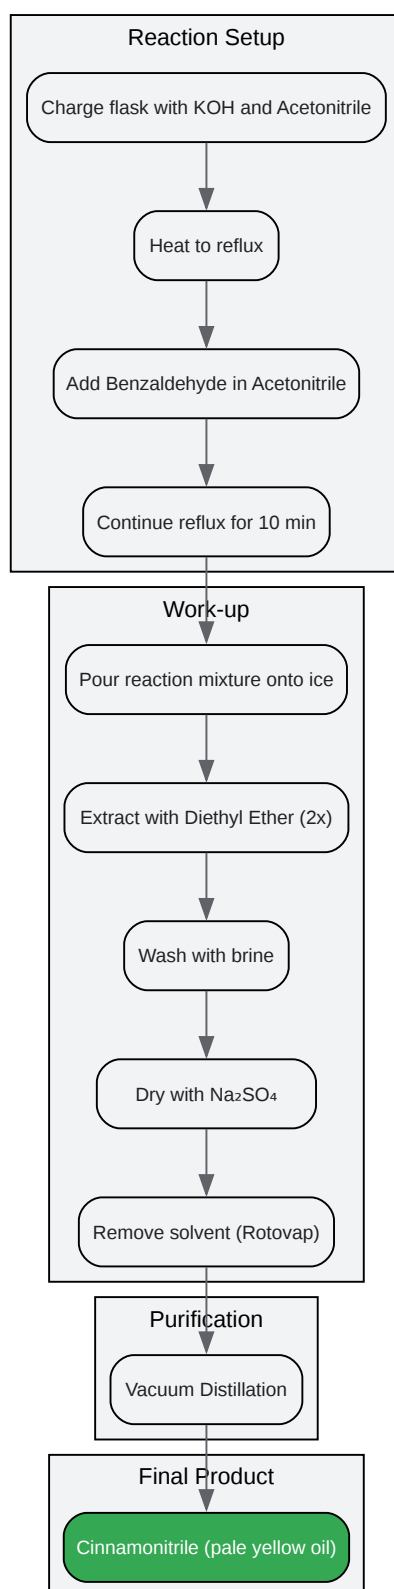 Reaction Setup
Charge flask with KOH and Acetonitrile
Heat to reflux
Add Benzaldehyde in Acetonitrile
Continue reflux for 10 min
Work-up
Pour reaction mixture onto ice
Extract with Diethyl Ether (2x)
Wash with brine
Dry with Na₂SO₄
Remove solvent (Rotovap)
Purification
Vacuum Distillation
Final Product
Cinnamonitrile (pale yellow oil)